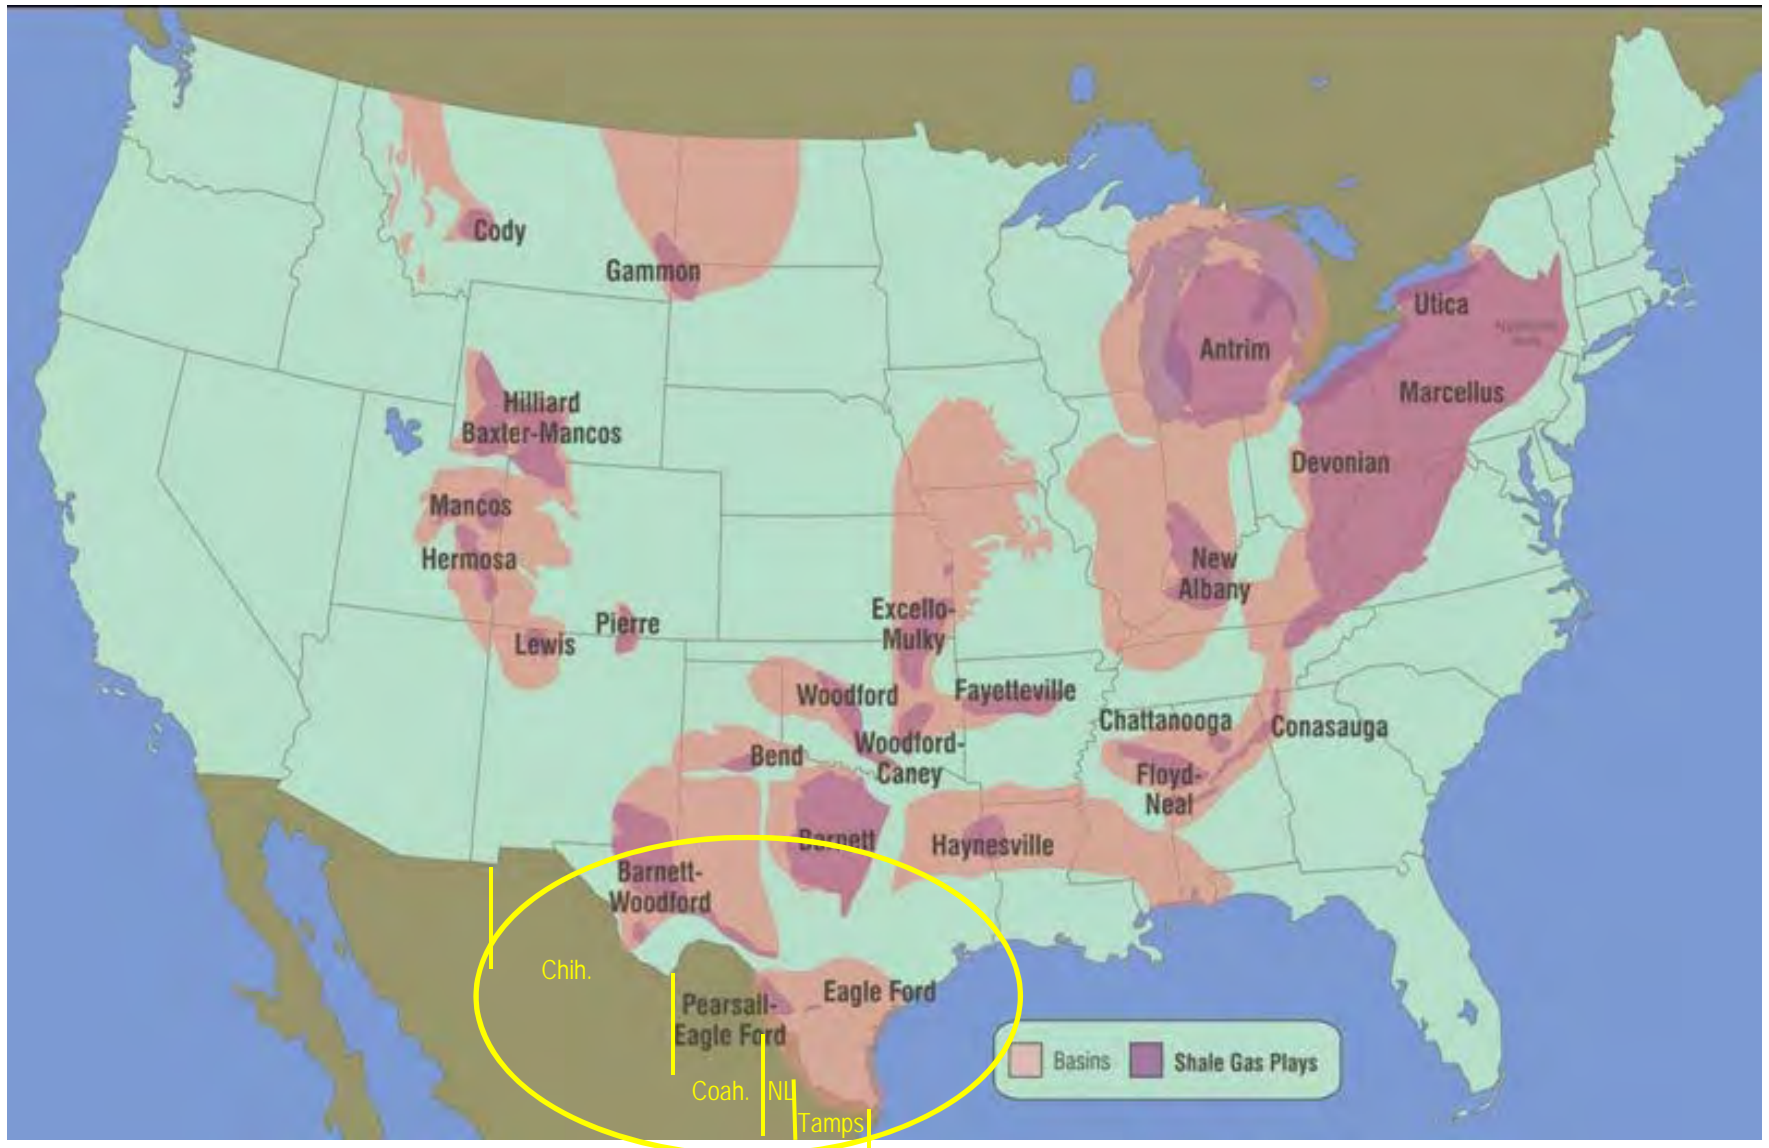 Cody
Gammon
Utica
Antrim
Marcellus
Hilliard
Baxter-Mancos
Devonian
Mancos
Hermosa
New
Albany
Excello-
Mulky
Pierre
Lewis
Woodford
Fayetteville
Chattanooga
Conasauga
Bend
Woodford-
Caney
Floyd-
Neal
Barnett
Haynesville
Barnett-
Woodford
Chih.
Eagle Ford
Pearsall-
Eagle Ford
Basins
Shale Gas Plays
Coah.
NL
Tamps